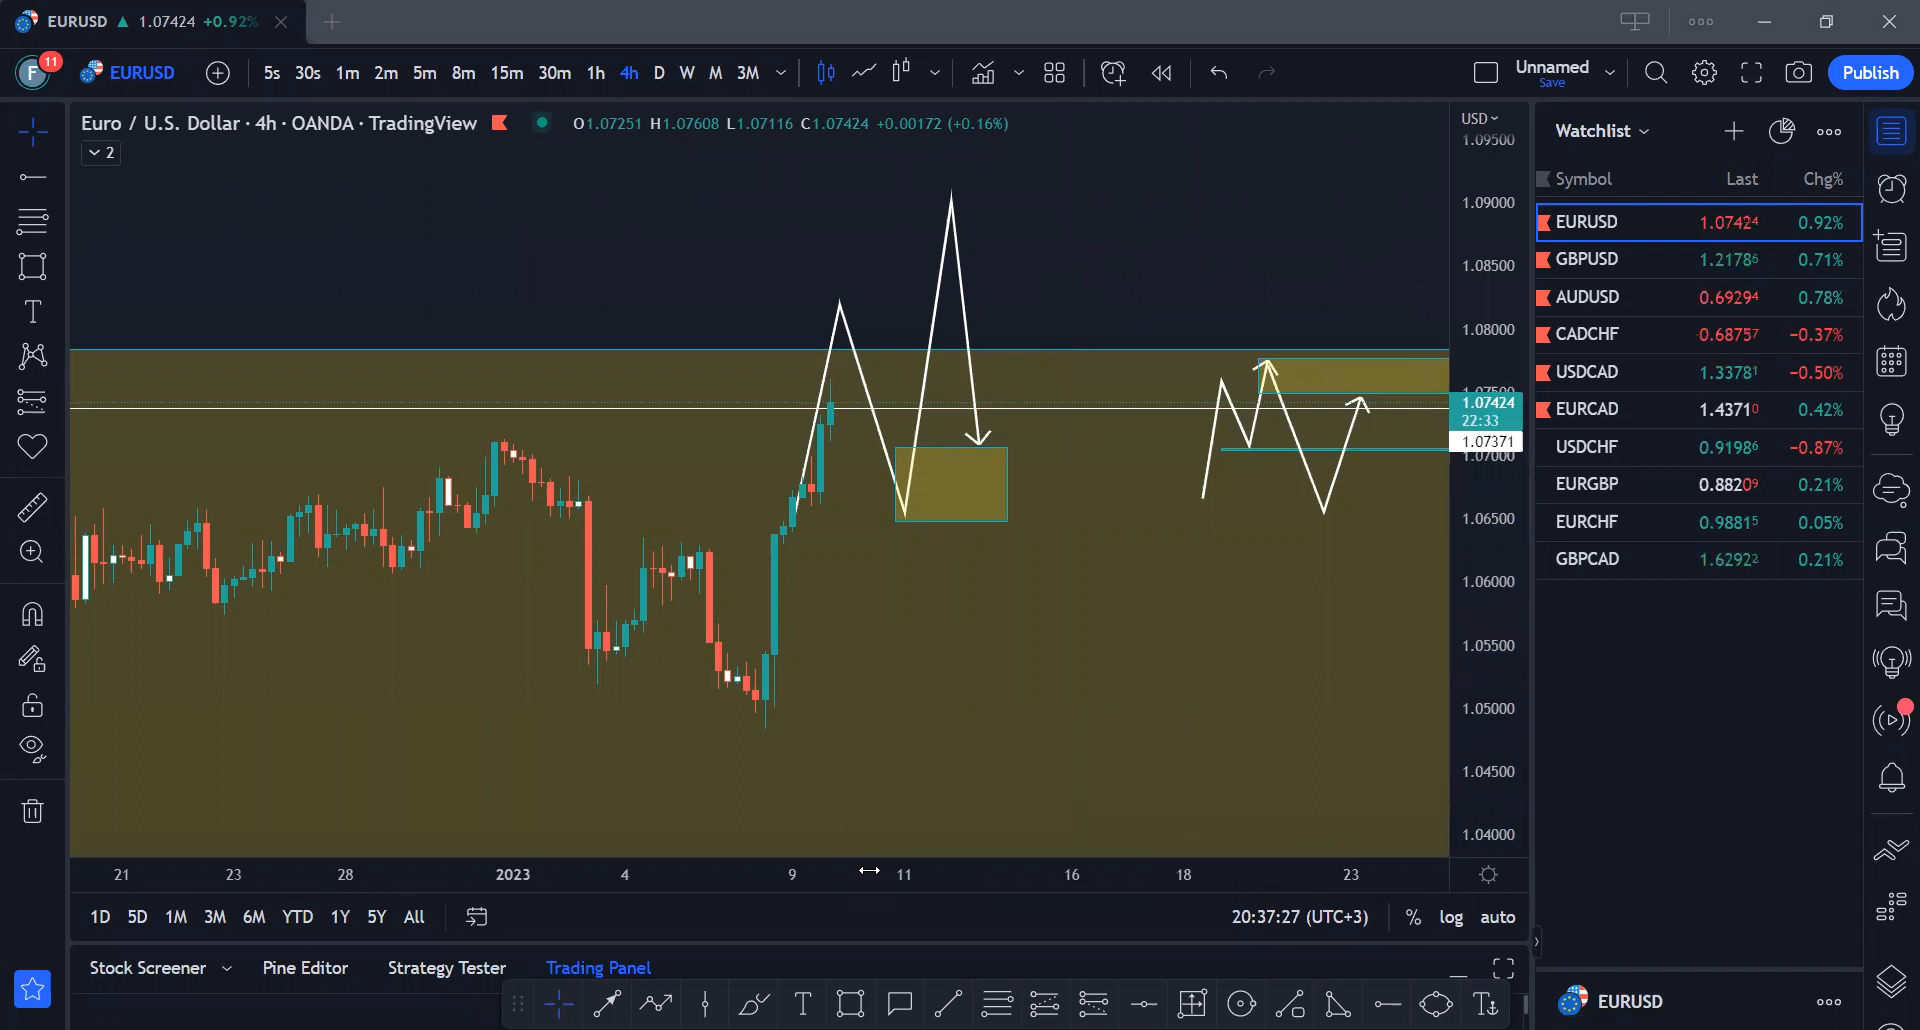 EURUSD ▲ 1.07424 +0.92%
F 11 EURUSD 5s 30s 1m 2m 5m 8m 15m 30m 1h 4h D W M 3M Unnamed Save Publish
Euro / U.S. Dollar · 4h · OANDA · TradingView O1.07251 H1.07608 L1.07116 C1.07424 +0.00172 (+0.16%)
2
USD
1.09500
1.09000
1.08500
1.08000
1.07500
1.07424
22:33
1.07371
1.07000
1.06500
1.06000
1.05500
1.05000
1.04500
1.04000
21 23 28 2023 4 9 11 16 18 23
1D 5D 1M 3M 6M YTD 1Y 5Y All 20:37:27 (UTC+3) % log auto
Stock Screener Pine Editor Strategy Tester Trading Panel
T T
Watchlist
Symbol Last Chg%
EURUSD 1.07424 0.92%
GBPUSD 1.21786 0.71%
AUDUSD 0.69294 0.78%
CADCHF 0.68757 −0.37%
USDCAD 1.33781 −0.50%
EURCAD 1.43710 0.42%
USDCHF 0.91986 −0.87%
EURGBP 0.88209 0.21%
EURCHF 0.98815 0.05%
GBPCAD 1.62922 0.21%
EURUSD